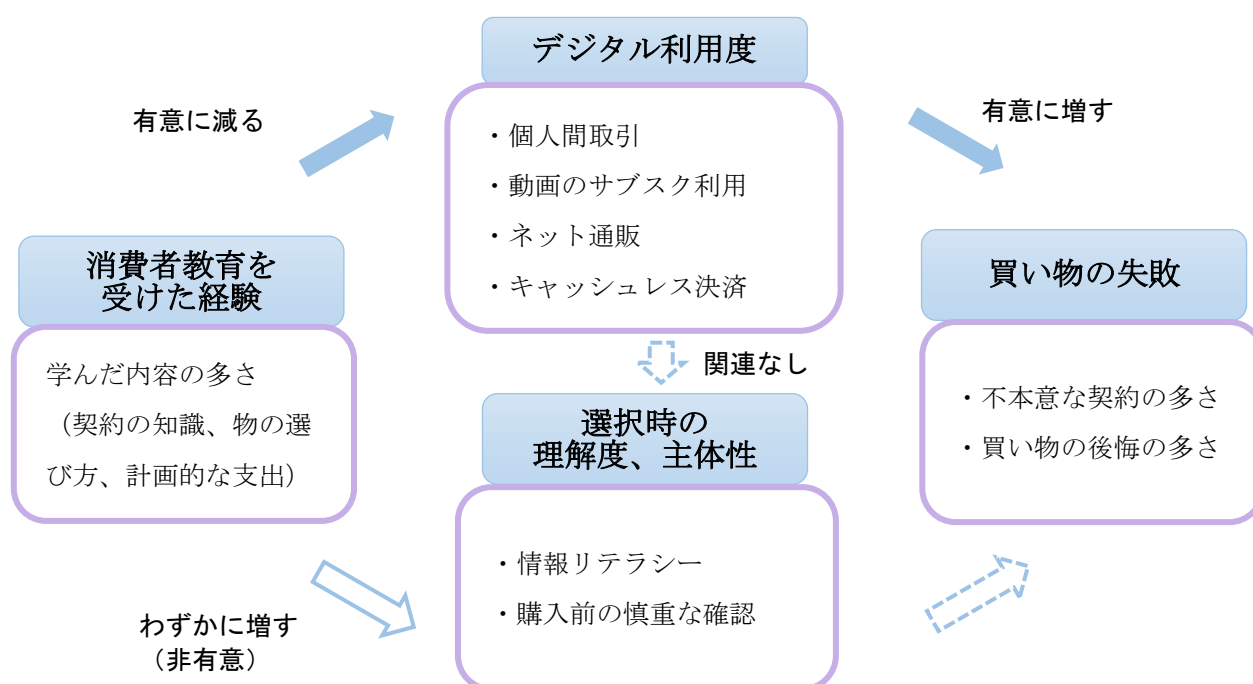 デジタル利用度
有意に減る
有意に増す
・個人間取引
・動画のサブスク利用
・ネット通販
・キャッシュレス決済
消費者教育を
受けた経験
学んだ内容の多さ
（契約の知識、物の選
び方、計画的な支出）
買い物の失敗
・不本意な契約の多さ
・買い物の後悔の多さ
関連なし
選択時の
理解度、主体性
・情報リテラシー
・購入前の慎重な確認
わずかに増す
（非有意）